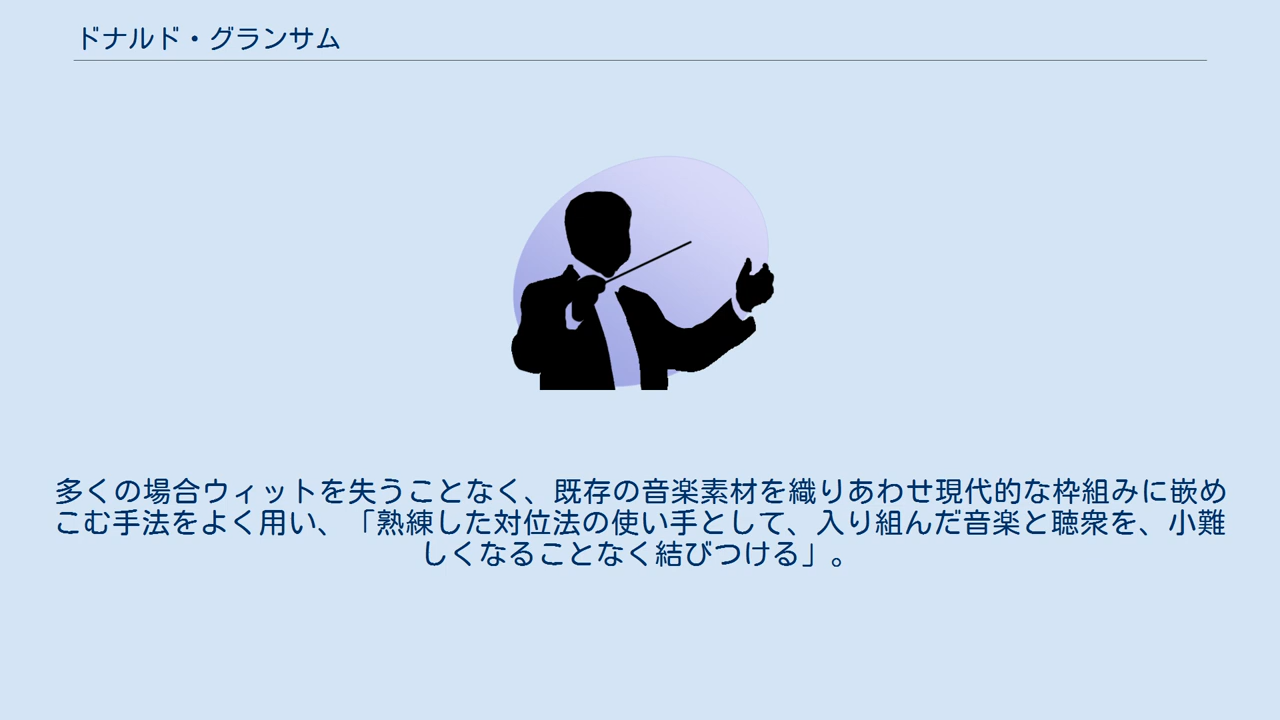 ドナルド・グランサム
多くの場合ウィットを失うことなく、既存の音楽素材を織りあわせ現代的な枠組みに嵌め
こむ手法をよく用い、「熟練した対位法の使い手として、入り組んだ音楽と聴衆を、小難
しくなることなく結びつける」。